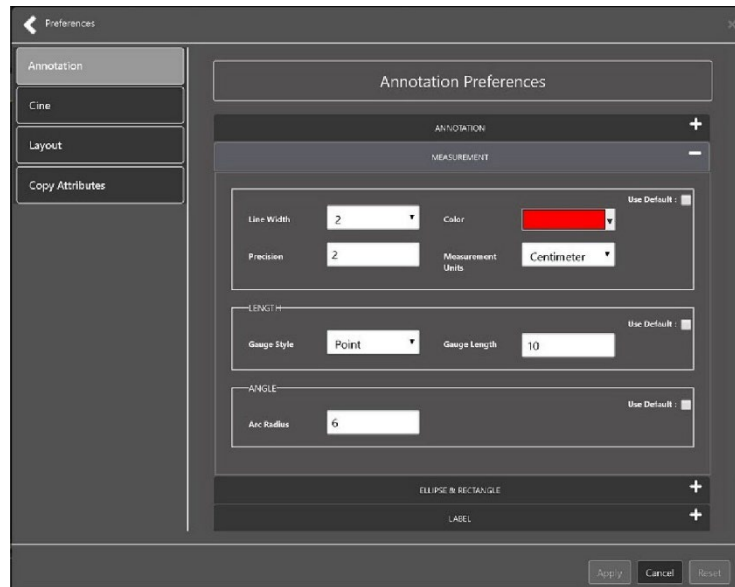 Preferences
Annotation
Cine
Layout
Copy Attributes
Annotation Preferences
ANNOTATION
MEASUREMENT
Use Default :
Line Width 2 Color
Precision 2 Measurement Units Centimeter
LENGTH
Use Default :
Gauge Style Point Gauge Length 10
ANGLE
Use Default :
Arc Radius 6
ELLIPSE & RECTANGLE
LABEL
Apply Cancel Reset